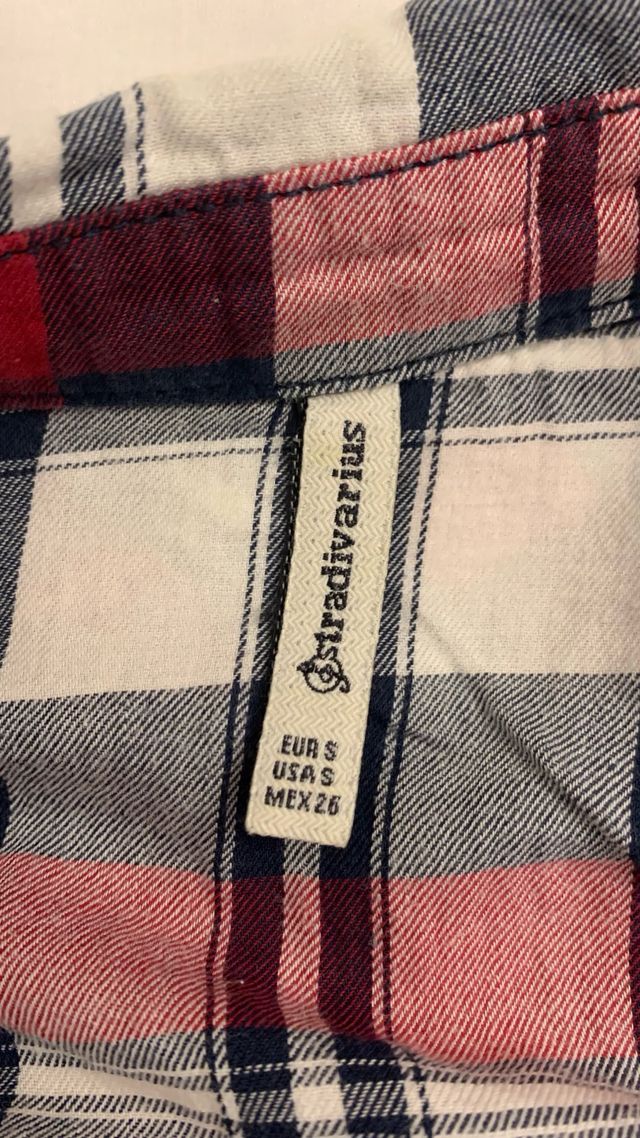 stradivarius
EUR S
USA S
MEX 26